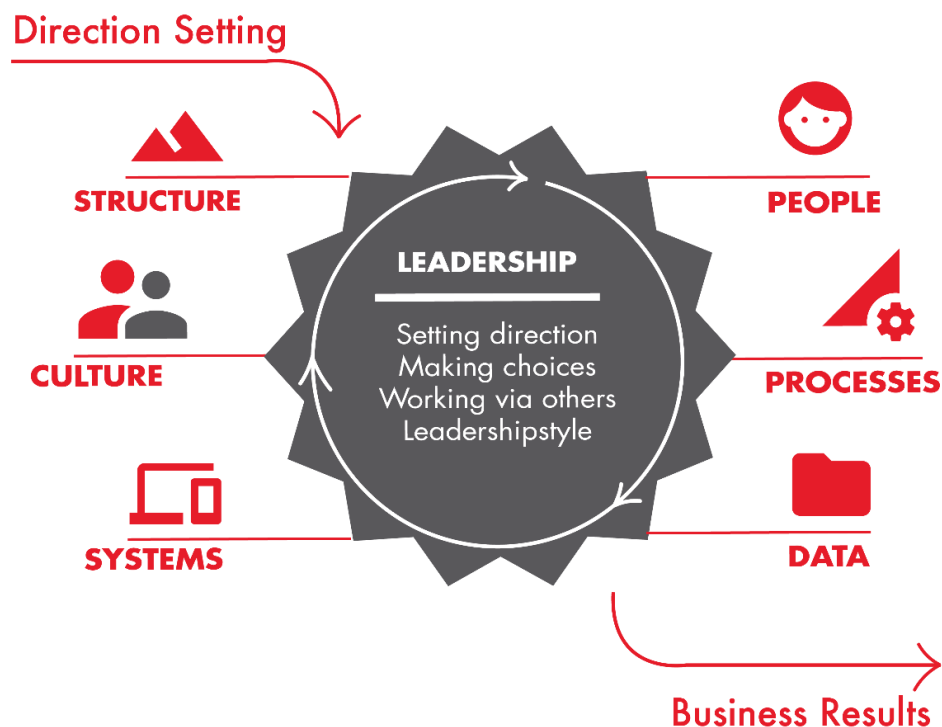 Direction Setting
STRUCTURE
PEOPLE
LEADERSHIP
Setting direction
Making choices
Working via others
Leadershipstyle
CULTURE
PROCESSES
SYSTEMS
DATA
Business Results